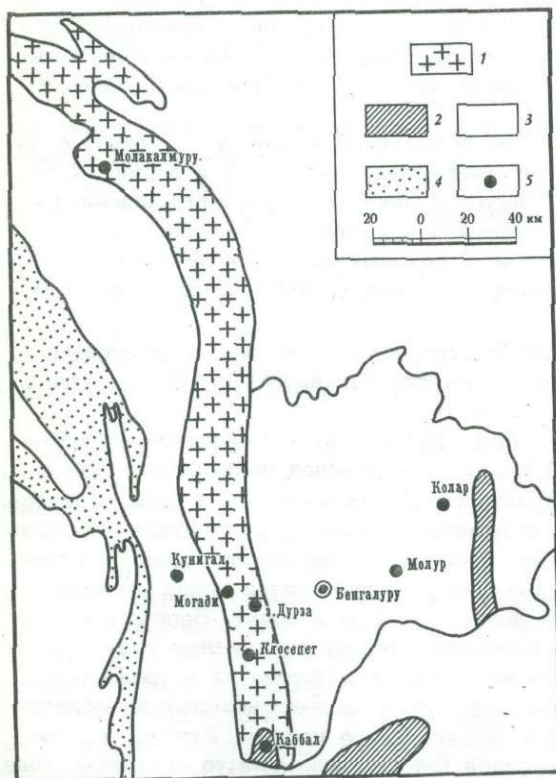 1
2
3
4
5
20 0 20 40 км
Молакалмуру
Колар
Кунигал
Молур
Могади
г.Дурза
Бенгалуру
Клосепет
Каббал